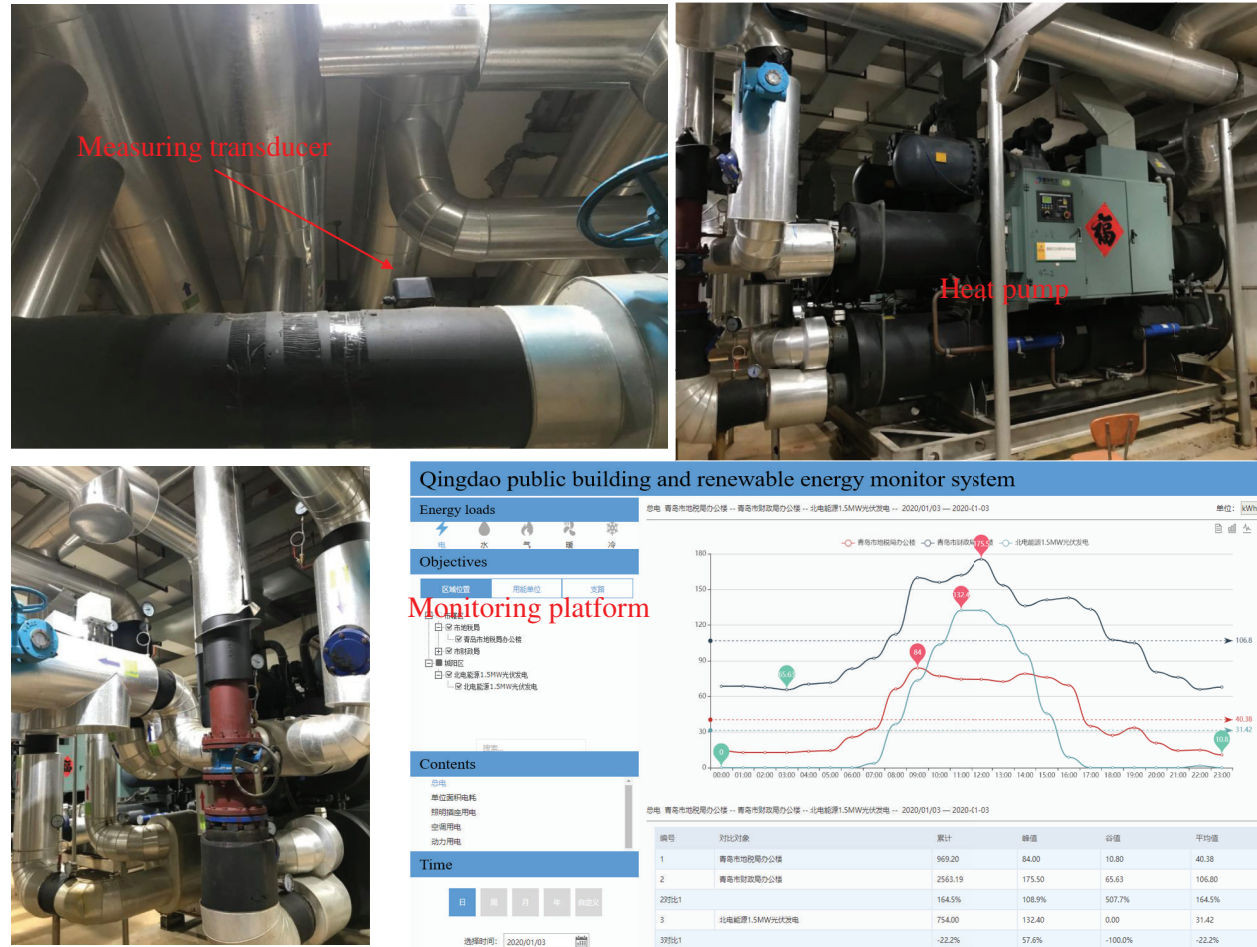 Measuring transducer
福
Heat pump
Qingdao public building and renewable energy monitor system
Energy loads
电 水 气 暖 冷
Objectives
区域位置 用能单位 支路
Monitoring platform
市地税局
青岛市地税局办公楼
市财政局
城阳区
北电能源1.5MW光伏发电
北电能源1.5MW光伏发电
搜索...
Contents
总电
单位面积电耗
照明插座用电
空调用电
动力用电
Time
日 周 月 年 自定义
选择时间: 2020/01/03
总电 青岛市地税局办公楼 -- 青岛市财政局办公楼 -- 北电能源1.5MW光伏发电 -- 2020/01/03 — 2020-01-03
单位: kWh
青岛市地税局办公楼 青岛市财政局办公楼 北电能源1.5MW光伏发电
180
150
120
90
60
30
0
175.5
132.4
84
65.63
0
10.8
106.8
40.38
31.42
00:00 01:00 02:00 03:00 04:00 05:00 06:00 07:00 08:00 09:00 10:00 11:00 12:00 13:00 14:00 15:00 16:00 17:00 18:00 19:00 20:00 21:00 22:00 23:00
总电 青岛市地税局办公楼 -- 青岛市财政局办公楼 -- 北电能源1.5MW光伏发电 -- 2020/01/03 — 2020-01-03
编号 对比对象 累计 峰值 谷值 平均值
1 青岛市地税局办公楼 969.20 84.00 10.80 40.38
2 青岛市财政局办公楼 2563.19 175.50 65.63 106.80
2对比1 164.5% 108.9% 507.7% 164.5%
3 北电能源1.5MW光伏发电 754.00 132.40 0.00 31.42
3对比1 -22.2% 57.6% -100.0% -22.2%